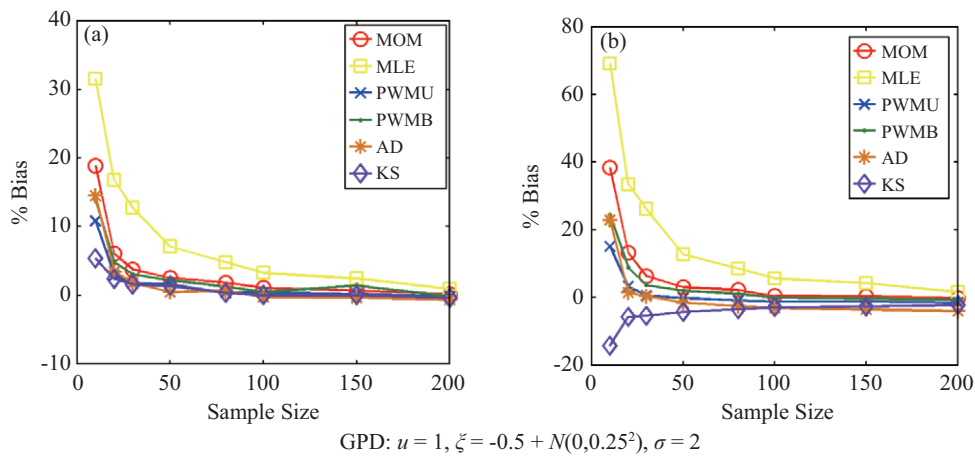 (a)
MOM
MLE
PWMU
PWMB
AD
KS
40
30
20
10
0
-10
% Bias
0
50
100
150
200
Sample Size
(b)
MOM
MLE
PWMU
PWMB
AD
KS
80
60
40
20
0
-20
% Bias
0
50
100
150
200
Sample Size
GPD: u = 1, ξ = -0.5 + N(0,0.25²), σ = 2